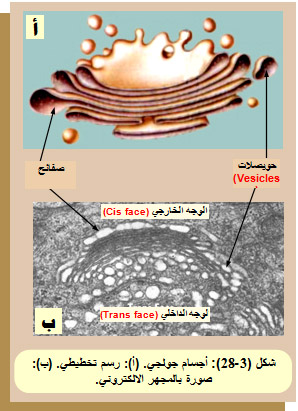 أ
حويصلات
(Vesicles
صفائح
الوجه الخارجي (Cis face)
لوجه الداخلي (Trans face)
ب
شكل (3-28): أجسام جولجي. (أ): رسم تخطيطي. (ب):
صورة بالمجهر الالكتروني.